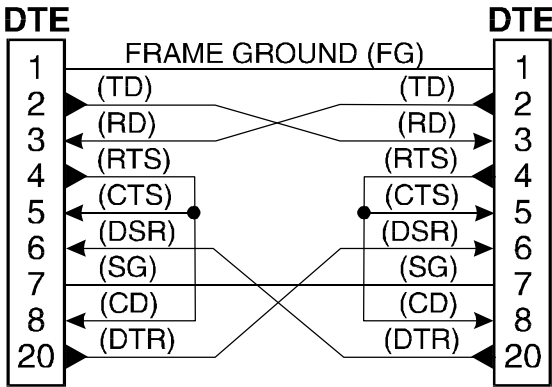 DTE DTE
FRAME GROUND (FG)
1 1
(TD) (TD)
2 2
(RD) (RD)
3 3
(RTS) (RTS)
4 4
(CTS) (CTS)
5 5
(DSR) (DSR)
6 6
(SG) (SG)
7 7
(CD) (CD)
8 8
(DTR) (DTR)
20 20